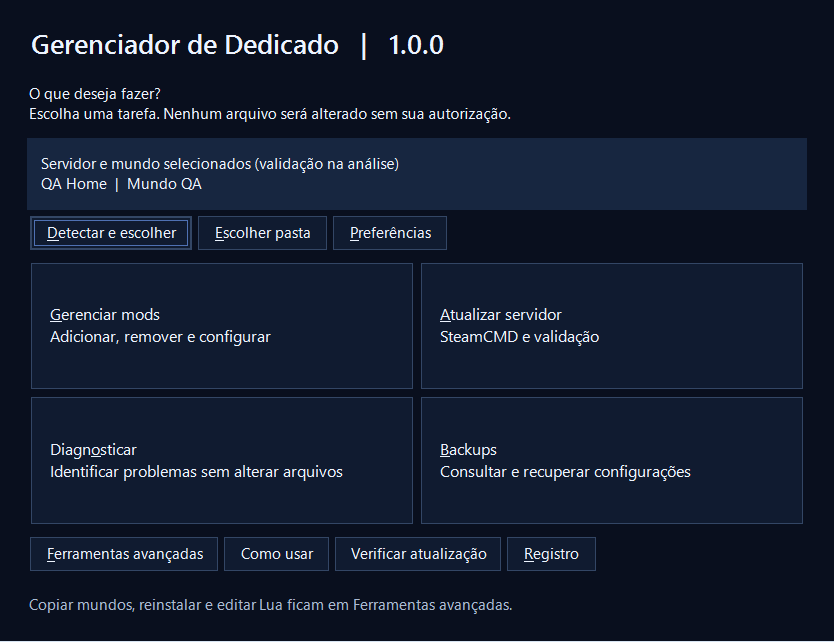 Gerenciador de Dedicado | 1.0.0
O que deseja fazer?
Escolha uma tarefa. Nenhum arquivo será alterado sem sua autorização.
Servidor e mundo selecionados (validação na análise)
QA Home | Mundo QA
Detectar e escolher
Escolher pasta
Preferências
Gerenciar mods
Adicionar, remover e configurar
Atualizar servidor
SteamCMD e validação
Diagnosticar
Identificar problemas sem alterar arquivos
Backups
Consultar e recuperar configurações
Ferramentas avançadas
Como usar
Verificar atualização
Registro
Copiar mundos, reinstalar e editar Lua ficam em Ferramentas avançadas.